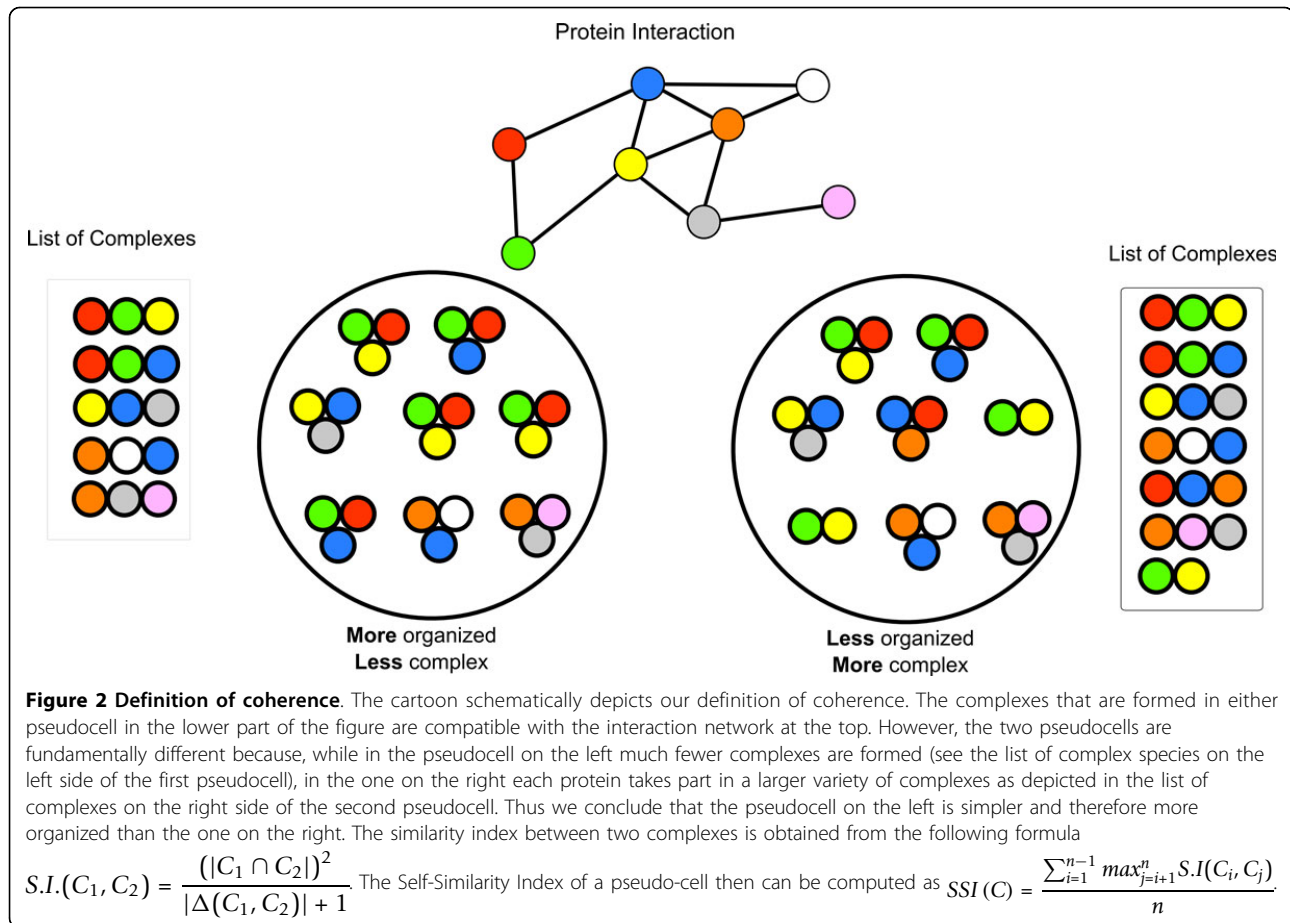 Protein Interaction
List of Complexes
List of Complexes
More organized
Less complex
Less organized
More complex
Figure 2 Definition of coherence. The cartoon schematically depicts our definition of coherence. The complexes that are formed in either
pseudocell in the lower part of the figure are compatible with the interaction network at the top. However, the two pseudocells are
fundamentally different because, while in the pseudocell on the left much fewer complexes are formed (see the list of complex species on the
left side of the first pseudocell), in the one on the right each protein takes part in a larger variety of complexes as depicted in the list of
complexes on the right side of the second pseudocell. Thus we conclude that the pseudocell on the left is simpler and therefore more
organized than the one on the right. The similarity index between two complexes is obtained from the following formula
S.I.(C₁, C₂) = (|C₁ ∩ C₂|)² / |Δ(C₁, C₂)| + 1. The Self-Similarity Index of a pseudo-cell then can be computed as SSI (C) = ∑ᵢ₌₁ⁿ⁻¹ maxⱼ₌ᵢ₊₁ⁿ S.I(Cᵢ, Cⱼ) / n.